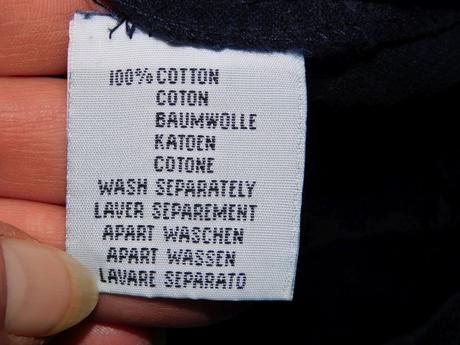 100% COTTON
COTON
BAUMWOLLE
KATOEN
COTONE
WASH SEPARATELY
LAVER SEPAREMENT
APART WASCHEN
APART WASSEN
LAVARE SEPARATO